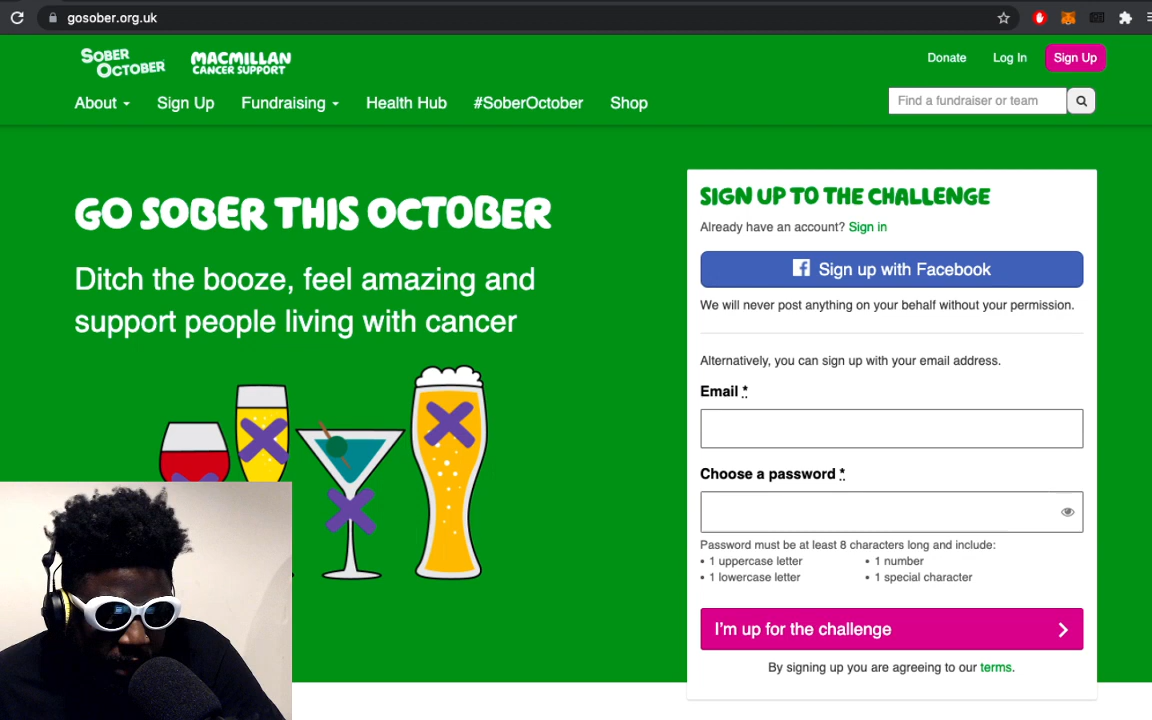 gosober.org.uk
SOBER OCTOBER
MACMILLAN CANCER SUPPORT
Donate
Log In
Sign Up
About
Sign Up
Fundraising
Health Hub
#SoberOctober
Shop
Find a fundraiser or team
GO SOBER THIS OCTOBER
Ditch the booze, feel amazing and
support people living with cancer
SIGN UP TO THE CHALLENGE
Already have an account? Sign in
Sign up with Facebook
We will never post anything on your behalf without your permission.
Alternatively, you can sign up with your email address.
Email *
Choose a password *
Password must be at least 8 characters long and include:
• 1 uppercase letter
• 1 number
• 1 lowercase letter
• 1 special character
I'm up for the challenge
By signing up you are agreeing to our terms.